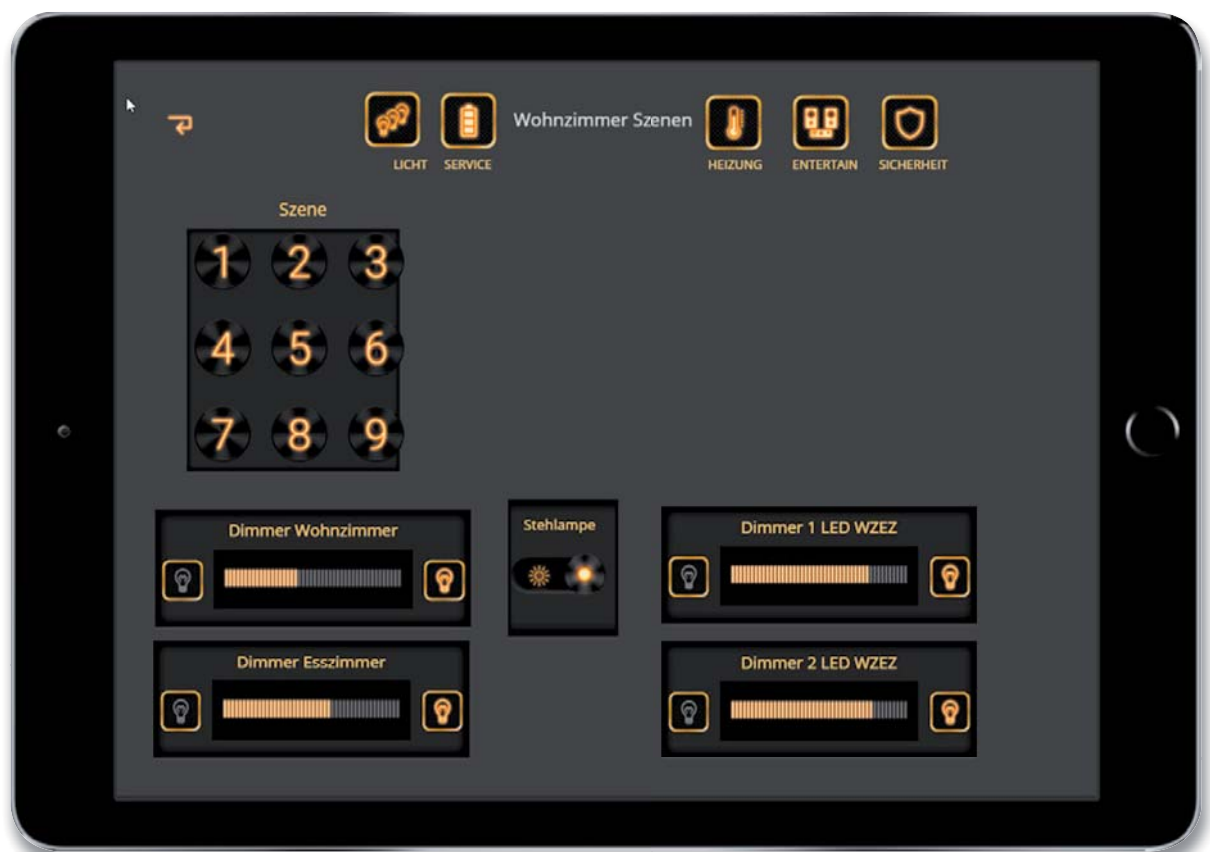 Wohnzimmer Szenen
LICHT SERVICE HEIZUNG ENTERTAIN SICHERHEIT
Szene
1 2 3
4 5 6
7 8 9
Dimmer Wohnzimmer
Stehlampe
Dimmer 1 LED WZEZ
Dimmer Esszimmer
Dimmer 2 LED WZEZ